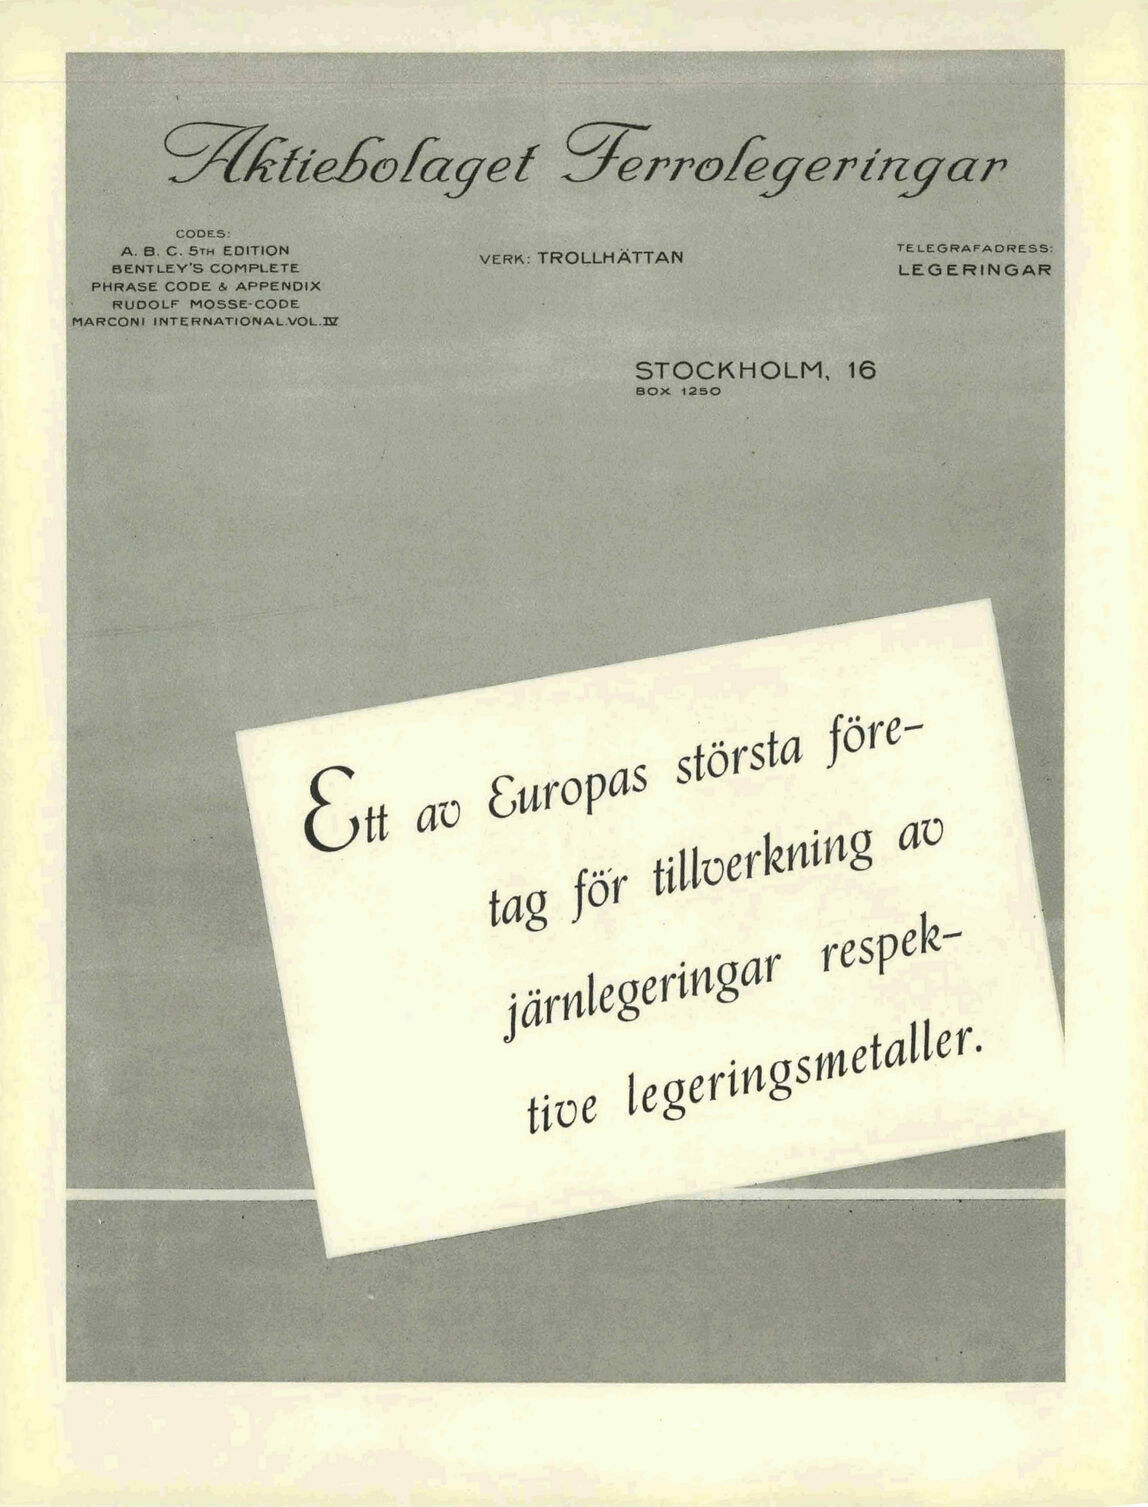 Aktiebolaget Ferrolegeringar
CODES:
A. B. C. 5TH EDITION
BENTLEY'S COMPLETE
PHRASE CODE & APPENDIX
RUDOLF MOSSE-CODE
MARCONI INTERNATIONAL.VOL.IV
VERK: TROLLHÄTTAN
TELEGRAFADRESS:
LEGERINGAR
STOCKHOLM, 16
BOX 1250
Ett av Europas största före-
tag för tillverkning av
järnlegeringar respek-
tive legeringsmetaller.